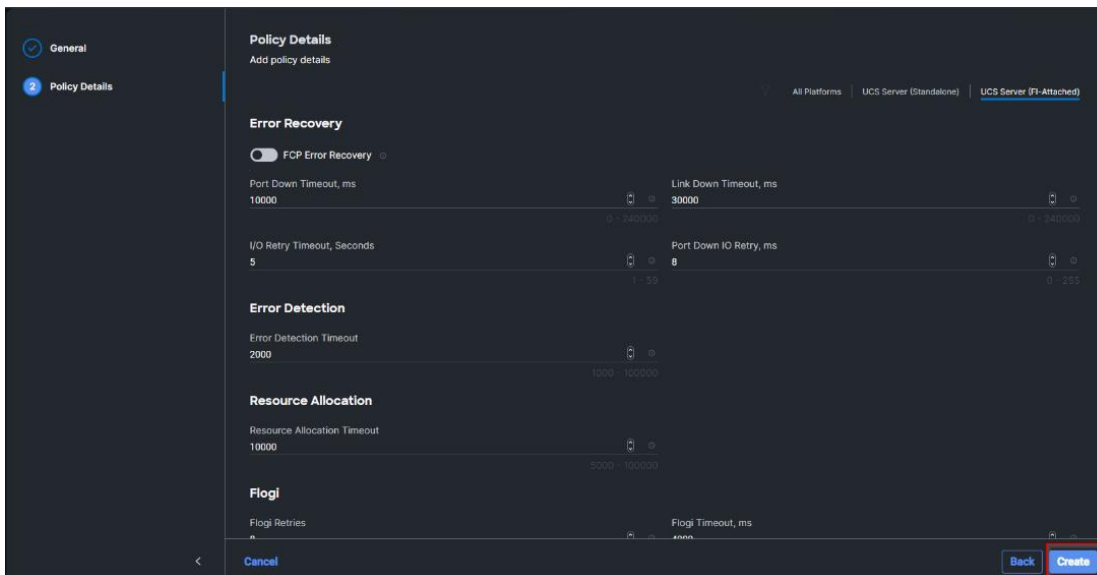 General
2
Policy Details
Policy Details
Add policy details
All Platforms
UCS Server (Standalone)
UCS Server (FI-Attached)
Error Recovery
FCP Error Recovery
Port Down Timeout, ms
10000
0 - 240000
Link Down Timeout, ms
30000
0 - 240000
I/O Retry Timeout, Seconds
5
1 - 59
Port Down IO Retry, ms
8
0 - 255
Error Detection
Error Detection Timeout
2000
1000 - 100000
Resource Allocation
Resource Allocation Timeout
10000
5000 - 100000
Flogi
Flogi Retries
8
Flogi Timeout, ms
4000
Cancel
Back
Create